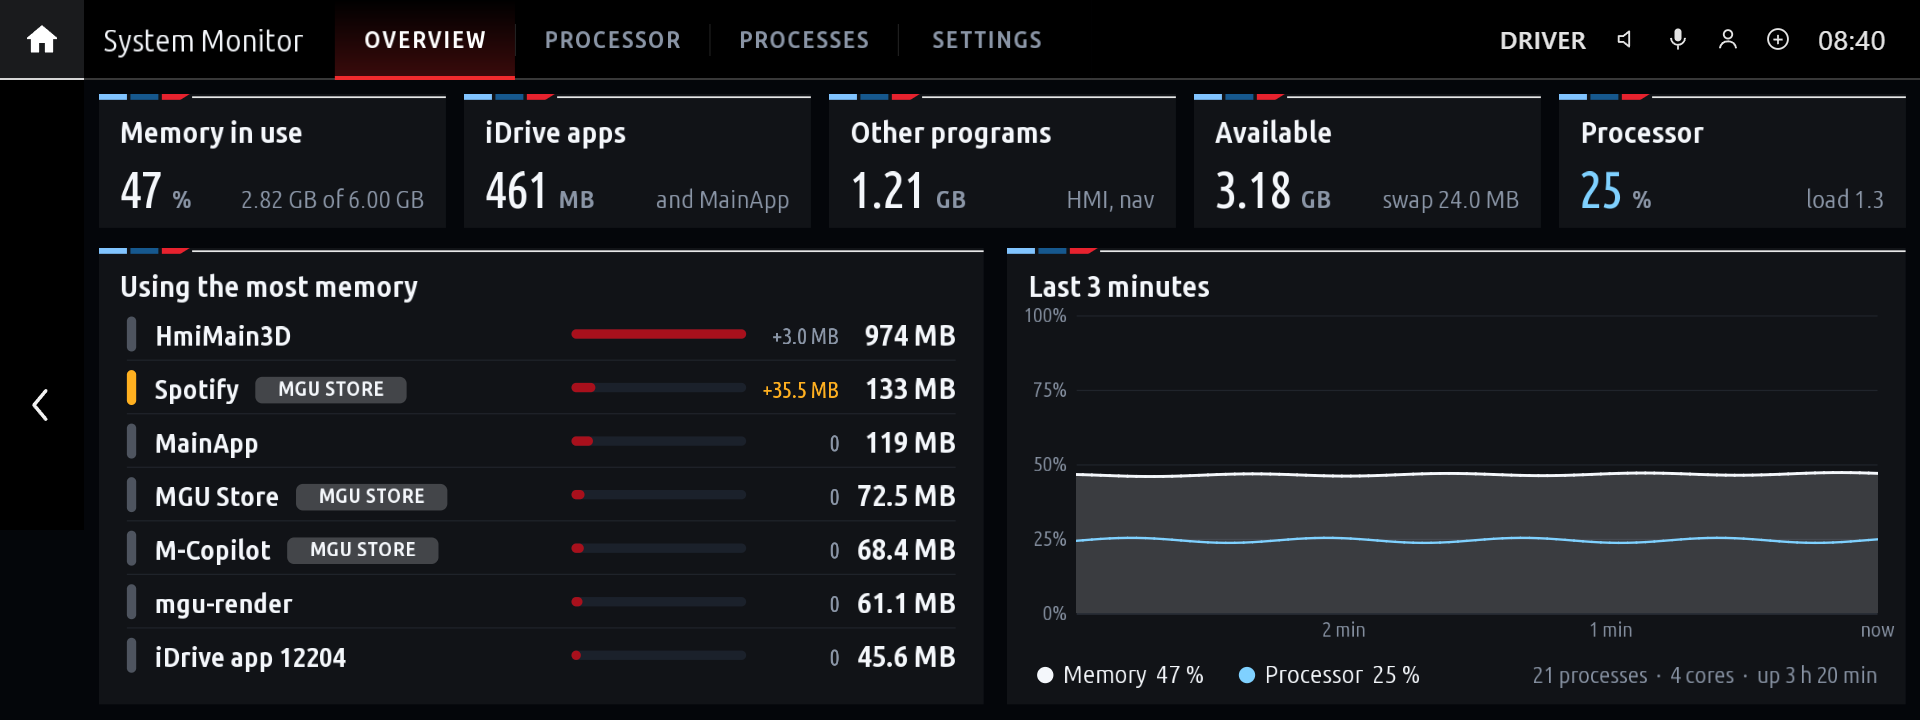 System Monitor
OVERVIEW
PROCESSOR
PROCESSES
SETTINGS
DRIVER
08:40
Memory in use
47 %
2.82 GB of 6.00 GB
iDrive apps
461 MB
and MainApp
Other programs
1.21 GB
HMI, nav
Available
3.18 GB
swap 24.0 MB
Processor
25 %
load 1.3
Using the most memory
HmiMain3D +3.0 MB 974 MB
Spotify MGU STORE +35.5 MB 133 MB
MainApp 0 119 MB
MGU Store MGU STORE 0 72.5 MB
M-Copilot MGU STORE 0 68.4 MB
mgu-render 0 61.1 MB
iDrive app 12204 0 45.6 MB
Last 3 minutes
100%
75%
50%
25%
0%
2 min
1 min
now
Memory 47 %
Processor 25 %
21 processes · 4 cores · up 3 h 20 min